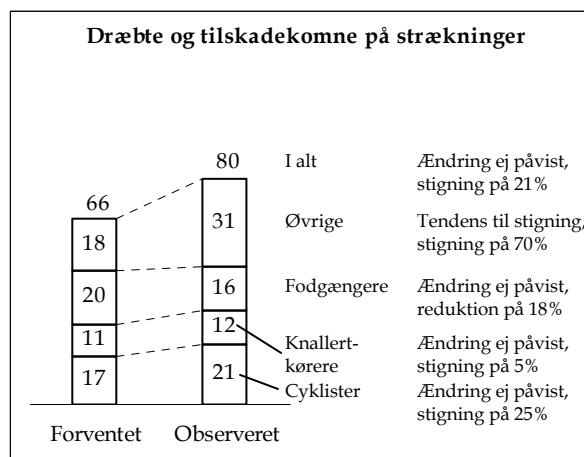 Dræbte og tilskadekomne på strækninger
80
I alt
Ændring ej påvist,
stigning på 21%
66
31
Øvrige
Tendens til stigning,
stigning på 70%
18
20
16
Fodgængere
Ændring ej påvist,
reduktion på 18%
11
12
Knallert-
kørere
Ændring ej påvist,
stigning på 5%
17
21
Cyklister
Ændring ej påvist,
stigning på 25%
Forventet
Observeret